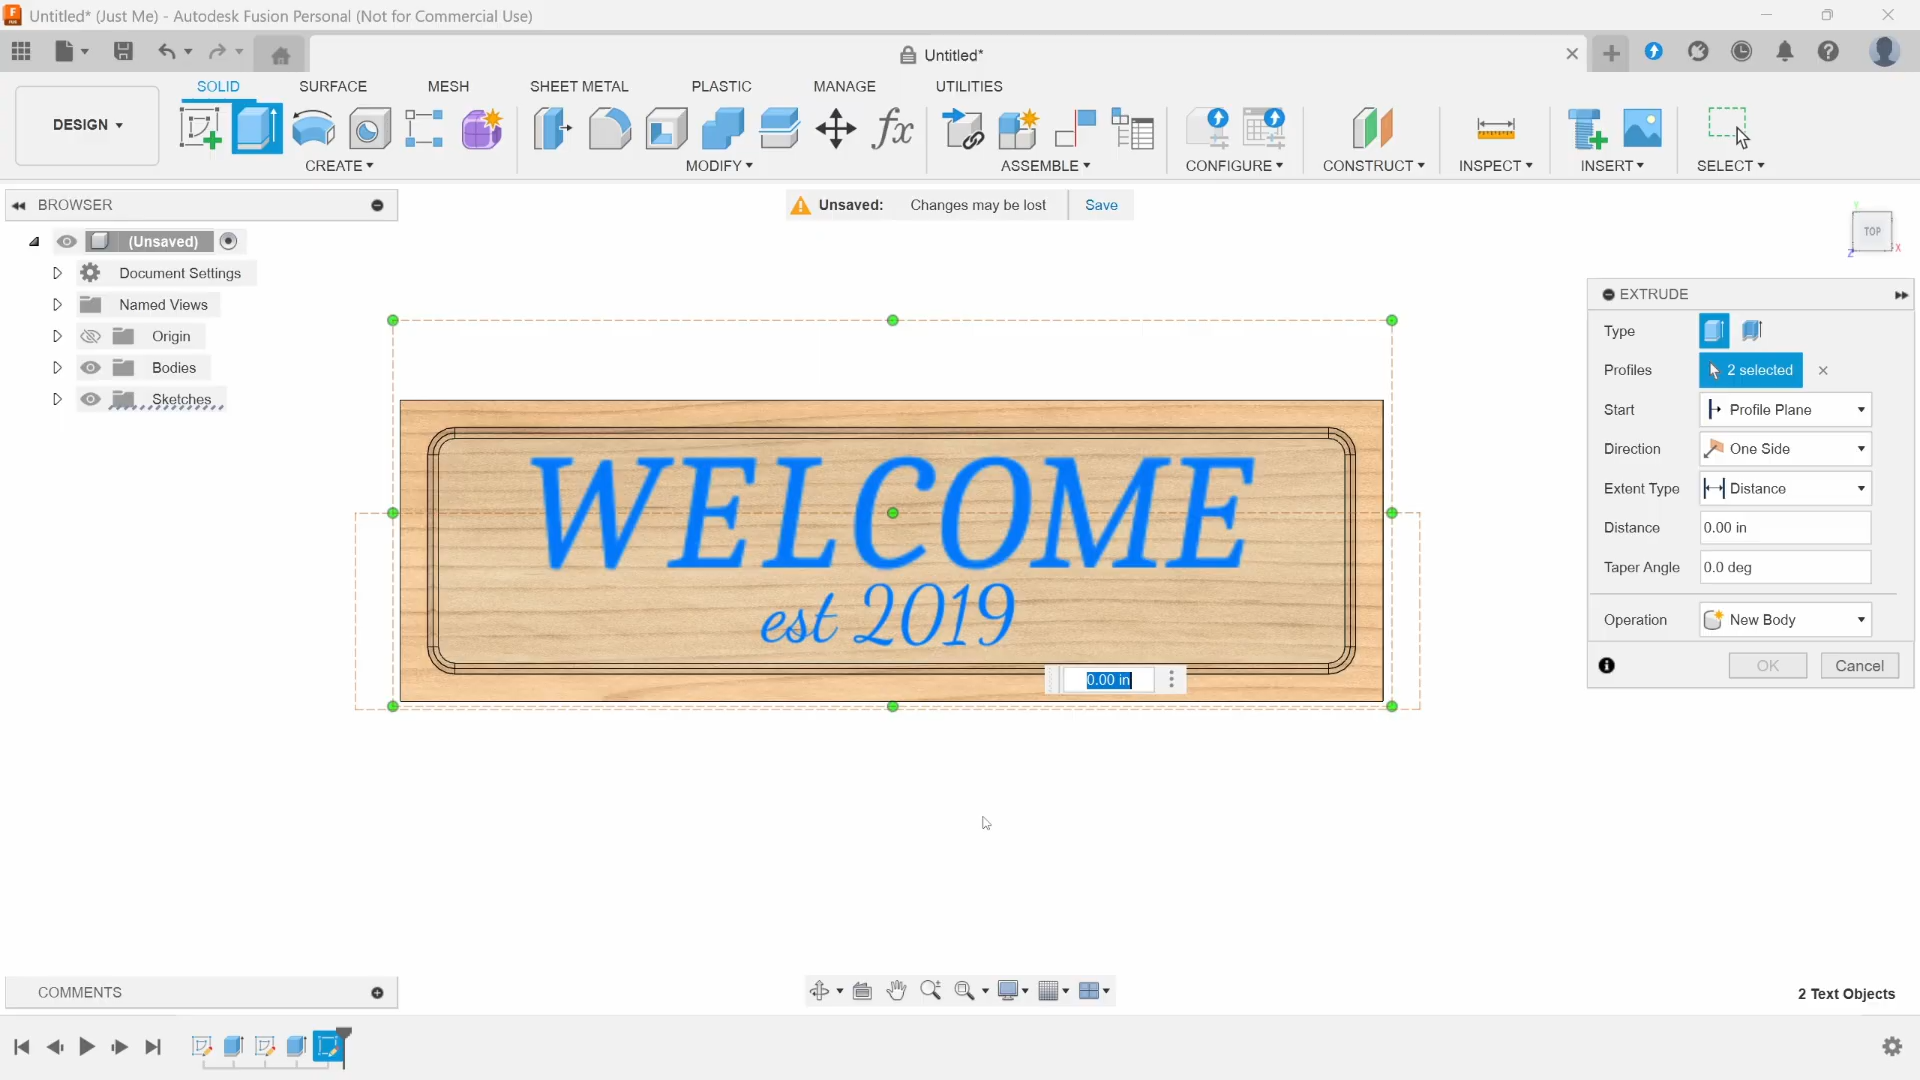 Untitled* (Just Me) - Autodesk Fusion Personal (Not for Commercial Use)
Untitled*
SOLID SURFACE MESH SHEET METAL PLASTIC MANAGE UTILITIES
DESIGN
CREATE MODIFY ASSEMBLE CONFIGURE CONSTRUCT INSPECT INSERT SELECT
BROWSER
Unsaved: Changes may be lost Save
(Unsaved)
Document Settings
Named Views
Origin
Bodies
Sketches
TOP
X
Y
Z
EXTRUDE
Type
Profiles 2 selected
Start Profile Plane
Direction One Side
Extent Type Distance
Distance 0.00 in
Taper Angle 0.0 deg
Operation New Body
OK Cancel
WELCOME
est 2019
0.00 in
COMMENTS
2 Text Objects